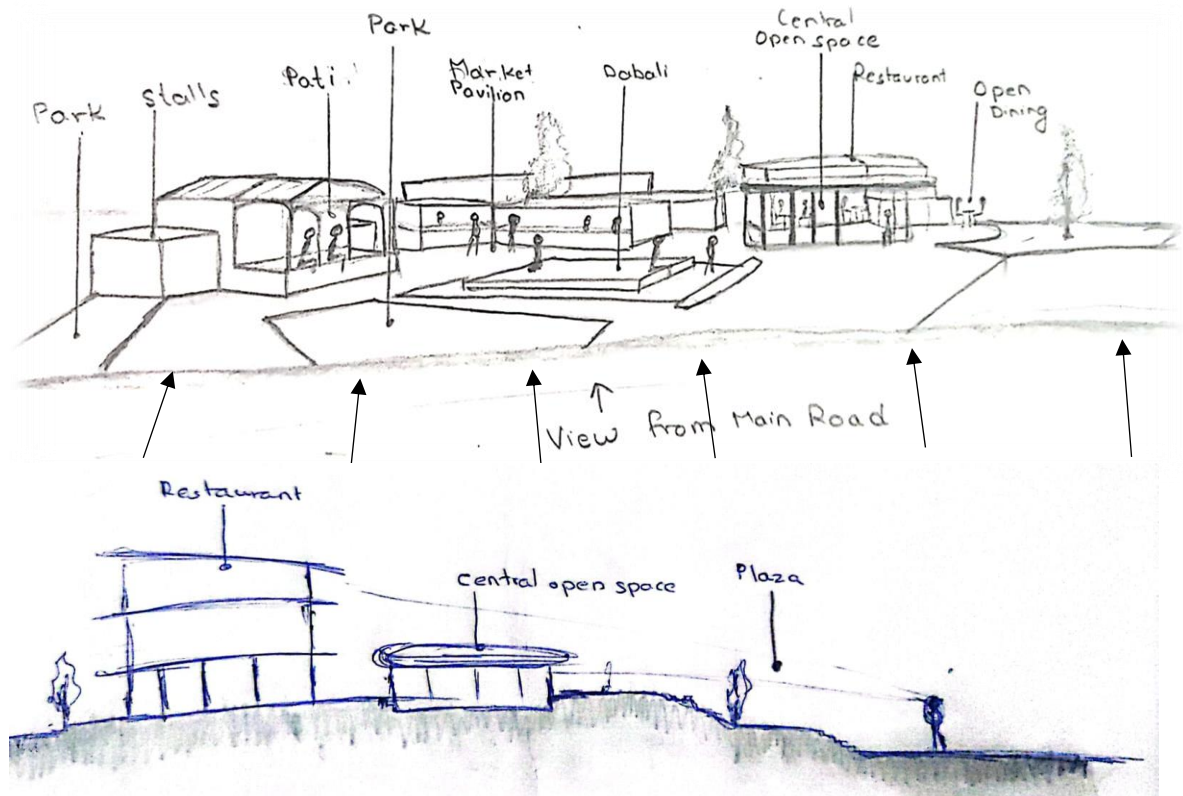 Park
Stalls
Pati
Park
Market
Pavilion
Dabali
Central
Open space
Restaurant
Open
Dining
View from Main Road
Restaurant
Central open space
Plaza